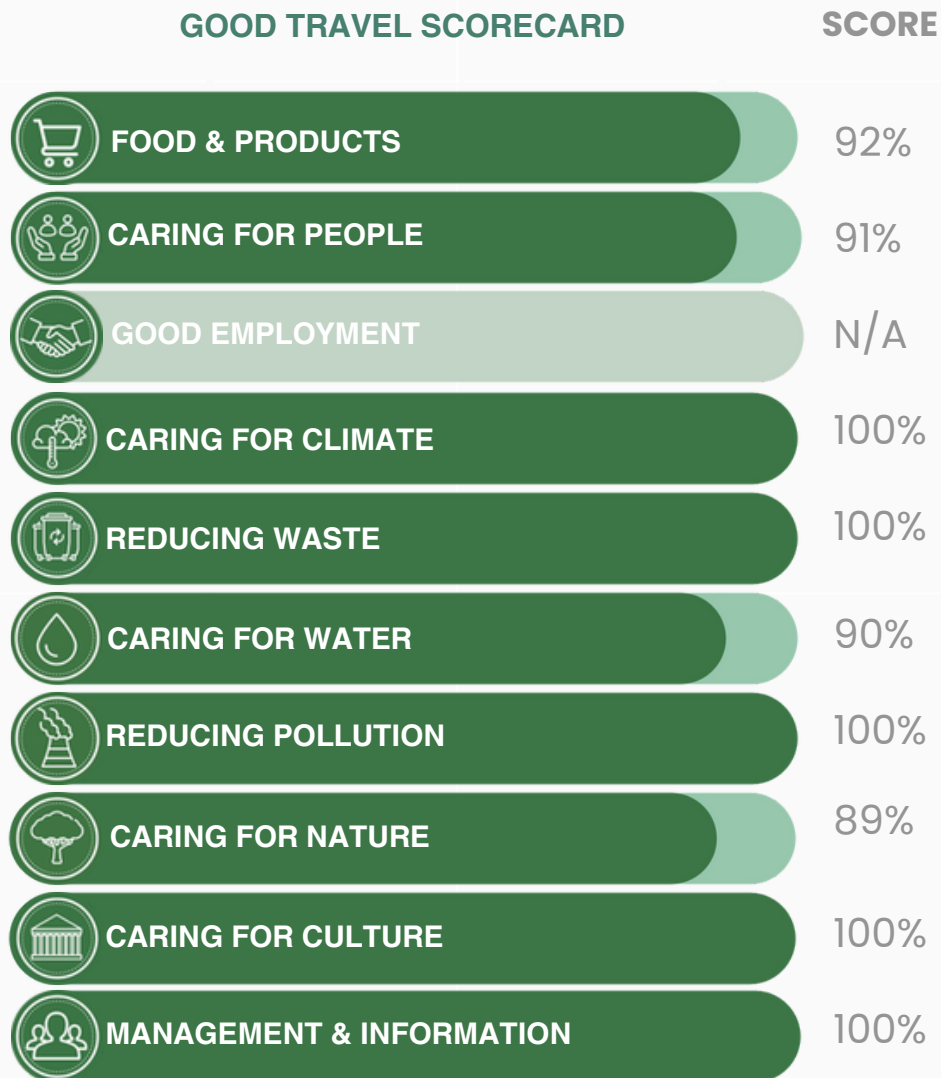 GOOD TRAVEL SCORECARD SCORE
FOOD & PRODUCTS 92%
CARING FOR PEOPLE 91%
GOOD EMPLOYMENT N/A
CARING FOR CLIMATE 100%
REDUCING WASTE 100%
CARING FOR WATER 90%
REDUCING POLLUTION 100%
CARING FOR NATURE 89%
CARING FOR CULTURE 100%
MANAGEMENT & INFORMATION 100%